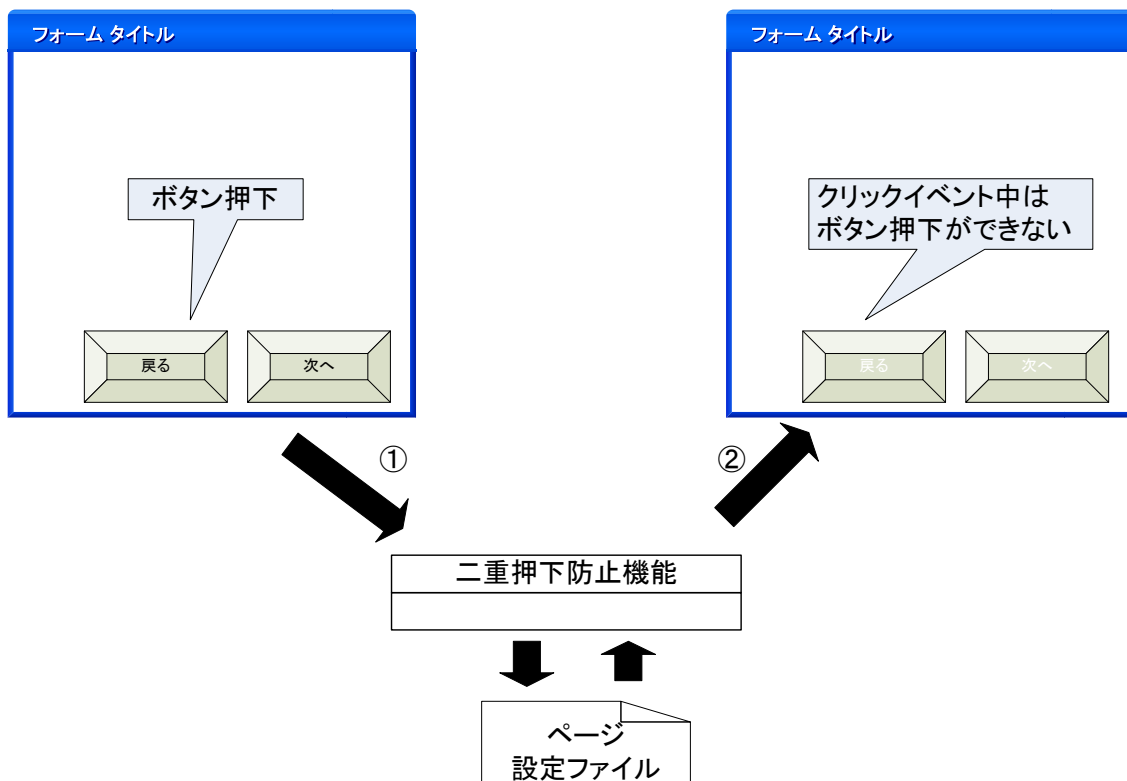 フォーム タイトル
フォーム タイトル
ボタン押下
クリックイベント中は
ボタン押下ができない
戻る
次へ
戻る
次へ
①
②
二重押下防止機能
ページ
設定ファイル